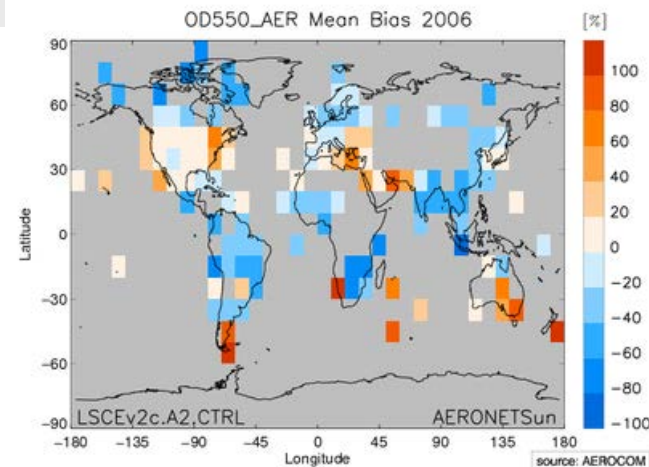 OD550_AER Mean Bias 2006
[%]
90
60
30
0
-30
-60
-90
Latitude
LSCEv2c.A2,CTRL
AERONETSun
-180 -135 -90 -45 0 45 90 135 180
Longitude
100
80
60
40
20
0
-20
-40
-60
-80
-100
source: AEROCOM